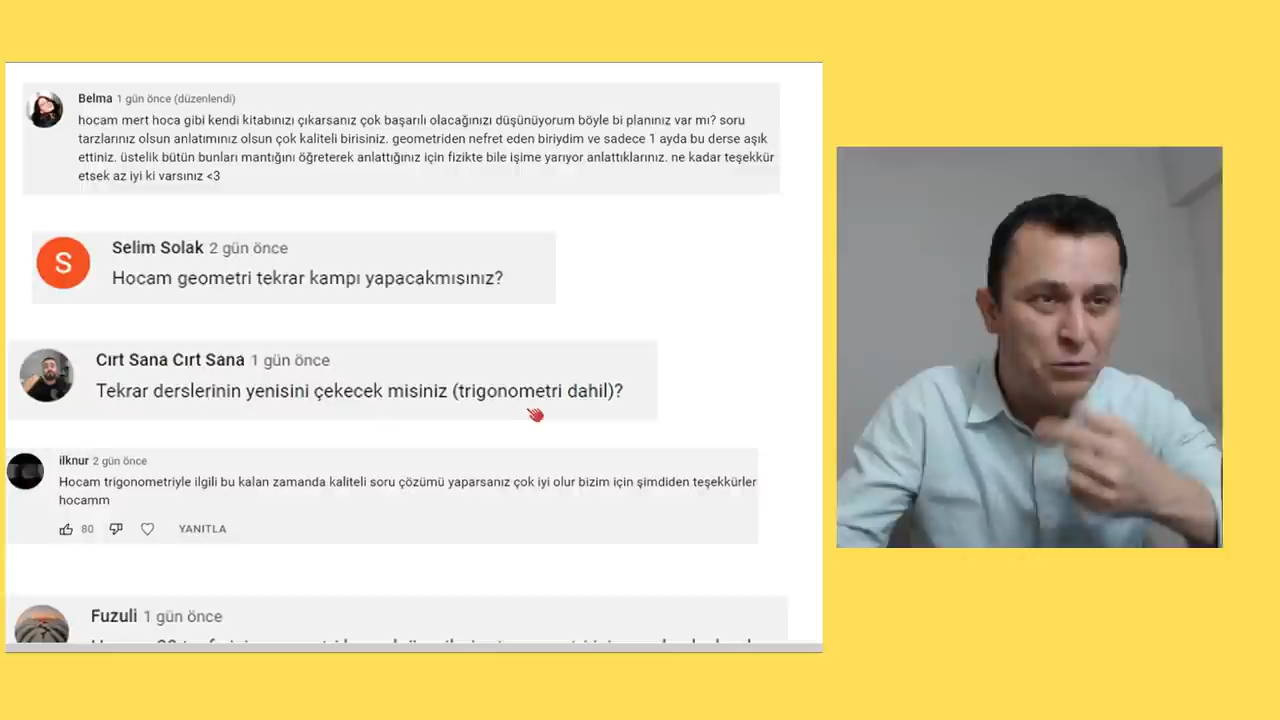 Belma 1 gün önce (düzenlendi)
hocam mert hoca gibi kendi kitabınızı çıkarsanız çok başarılı olacağınızı düşünüyorum böyle bi planınız var mı? soru
tarzlarınız olsun anlatımınız olsun çok kaliteli birisiniz. geometriden nefret eden biriydim ve sadece 1 ayda bu derse aşık
ettiniz. üstelik bütün bunları mantığını öğreterek anlattığınız için fizikte bile işime yarıyor anlattıklarınız. ne kadar teşekkür
etsek az iyi ki varsınız <3
S
Selim Solak 2 gün önce
Hocam geometri tekrar kampı yapacakmısınız?
Cırt Sana Cırt Sana 1 gün önce
Tekrar derslerinin yenisini çekecek misiniz (trigonometri dahil)?
ilknur 2 gün önce
Hocam trigonometriyle ilgili bu kalan zamanda kaliteli soru çözümü yaparsanız çok iyi olur bizim için şimdiden teşekkürler
hocamm
80 YANITLA
Fuzuli 1 gün önce